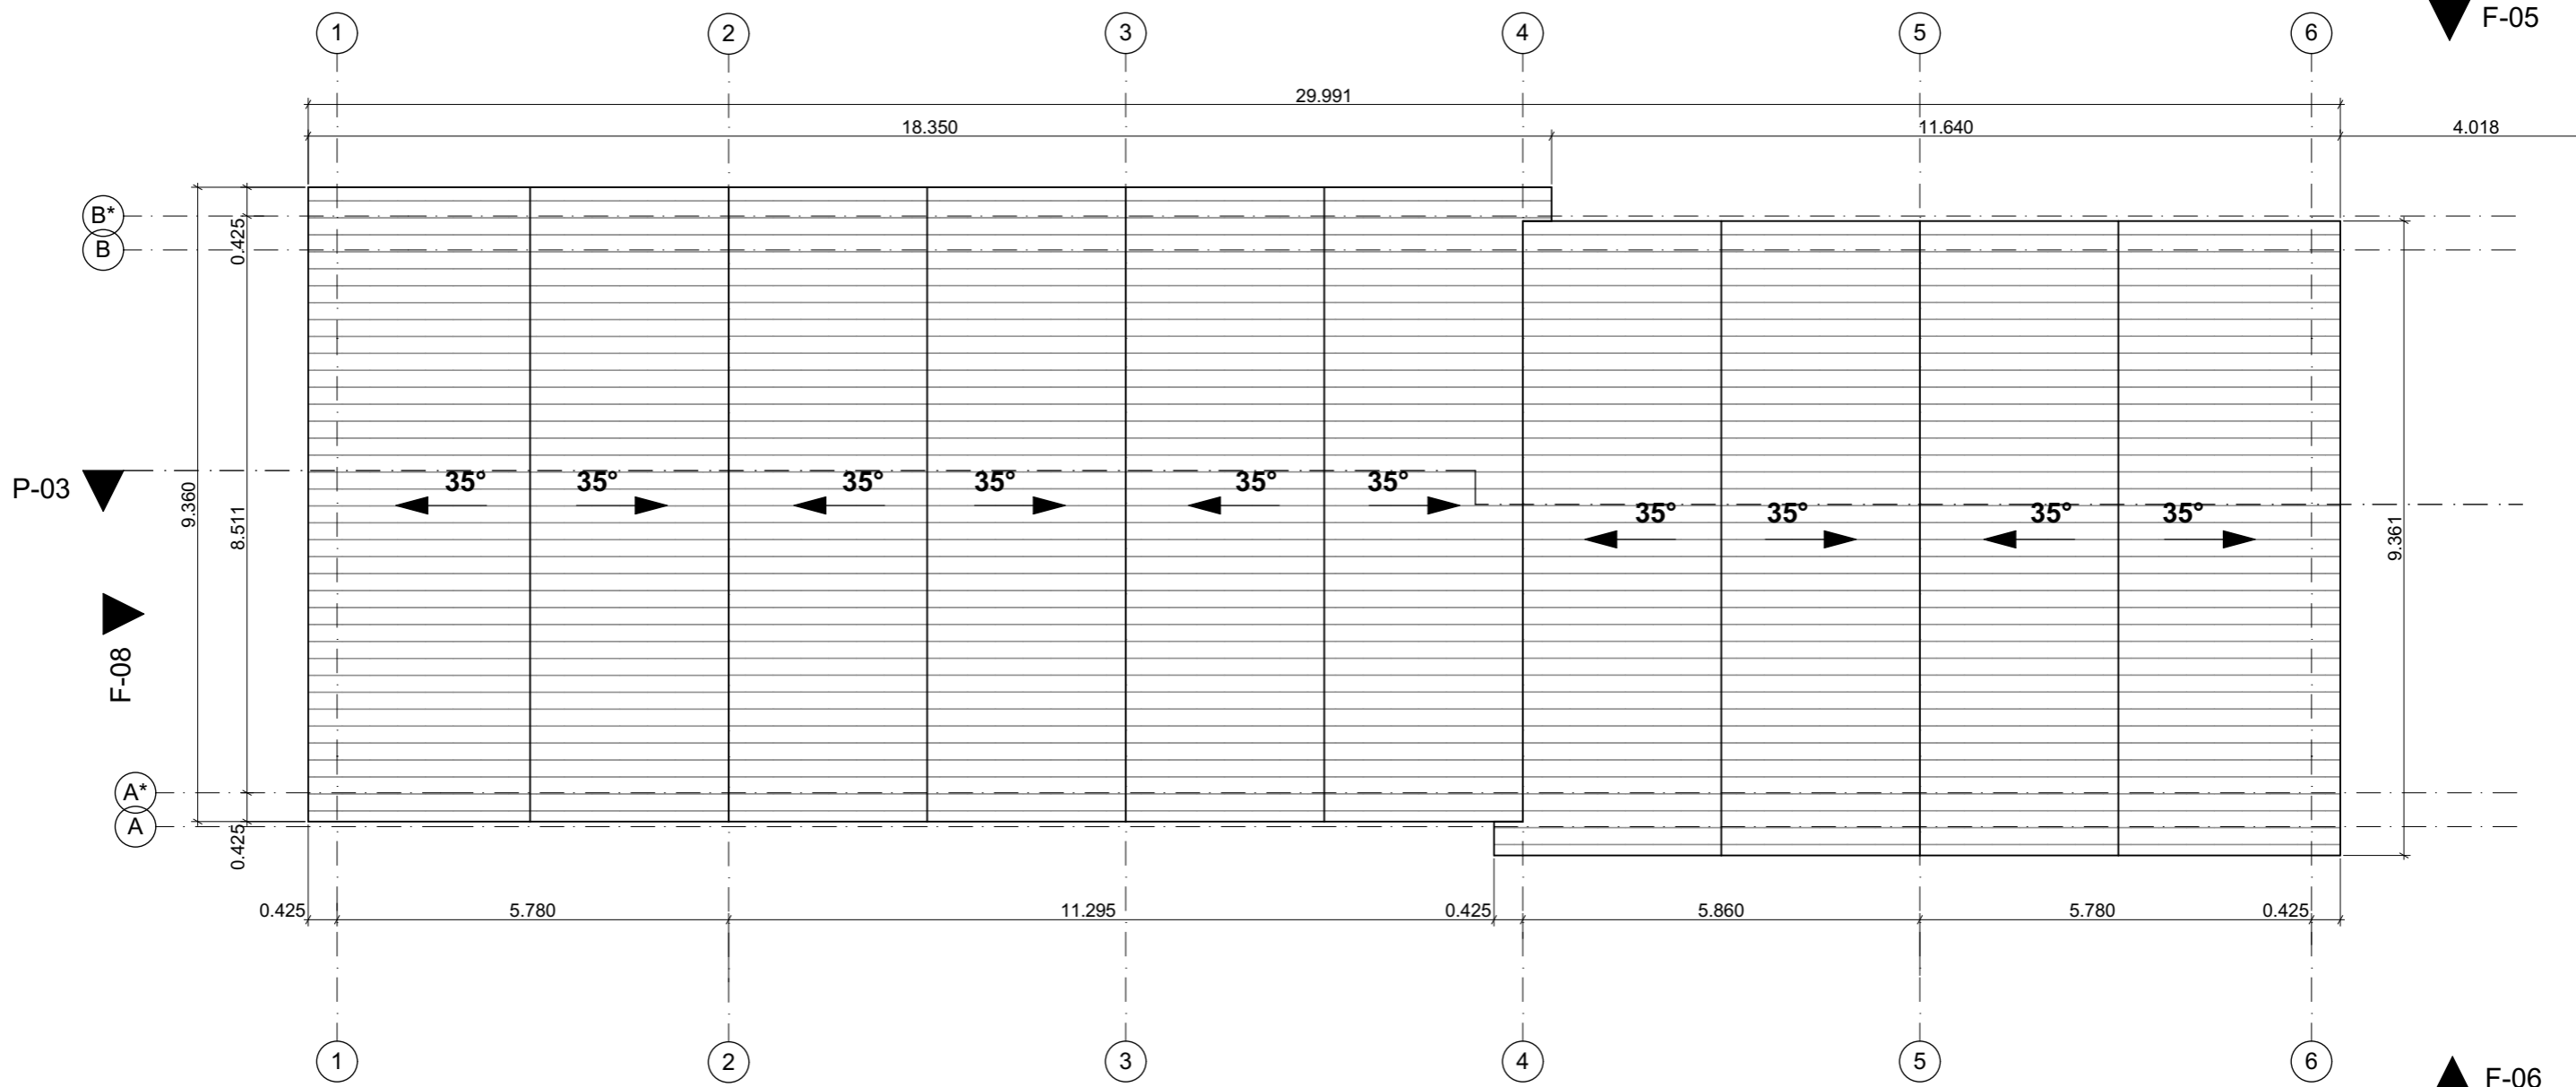 1 2 3 4 5 6
F-05
29.991
18.350 11.640 4.018
B*
B
0.425
P-03
9.360
8.511
35° 35° 35° 35° 35° 35°
35° 35° 35° 35°
9.361
F-08
A*
A
0.425
0.425 5.780 11.295 0.425 5.860 5.780 0.425
1 2 3 4 5 6
F-06